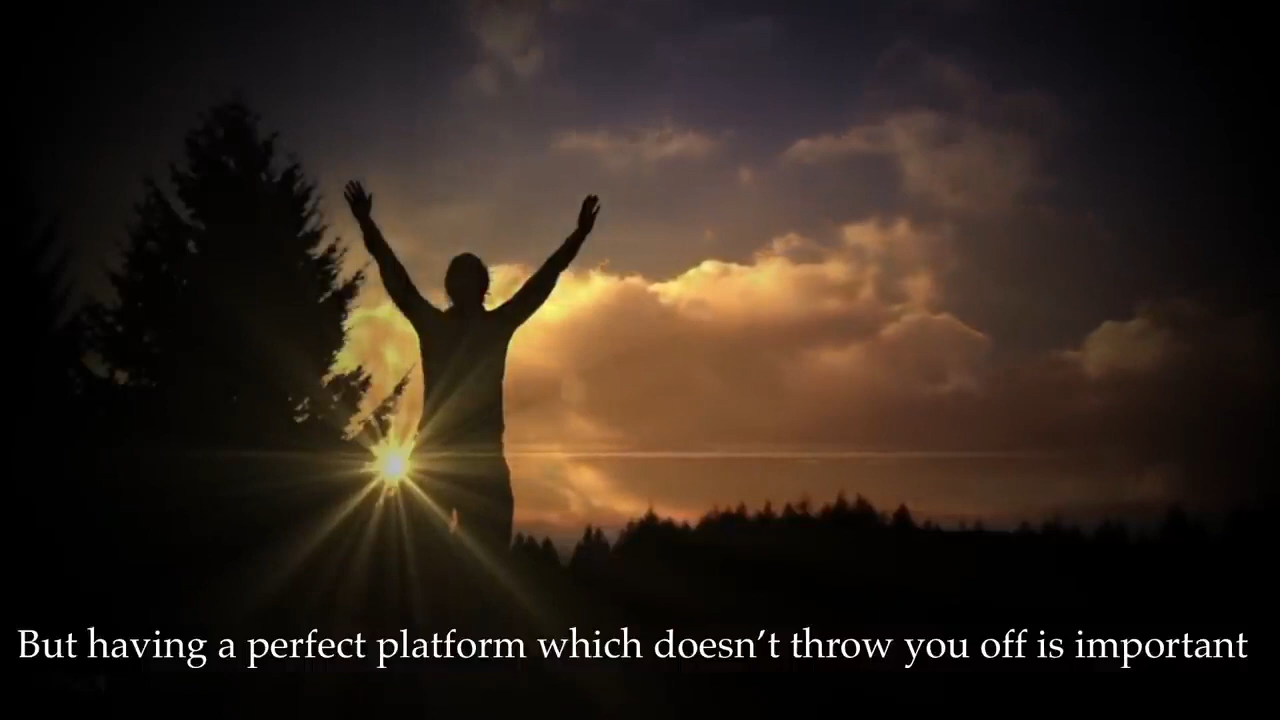 But having a perfect platform which doesn’t throw you off is important